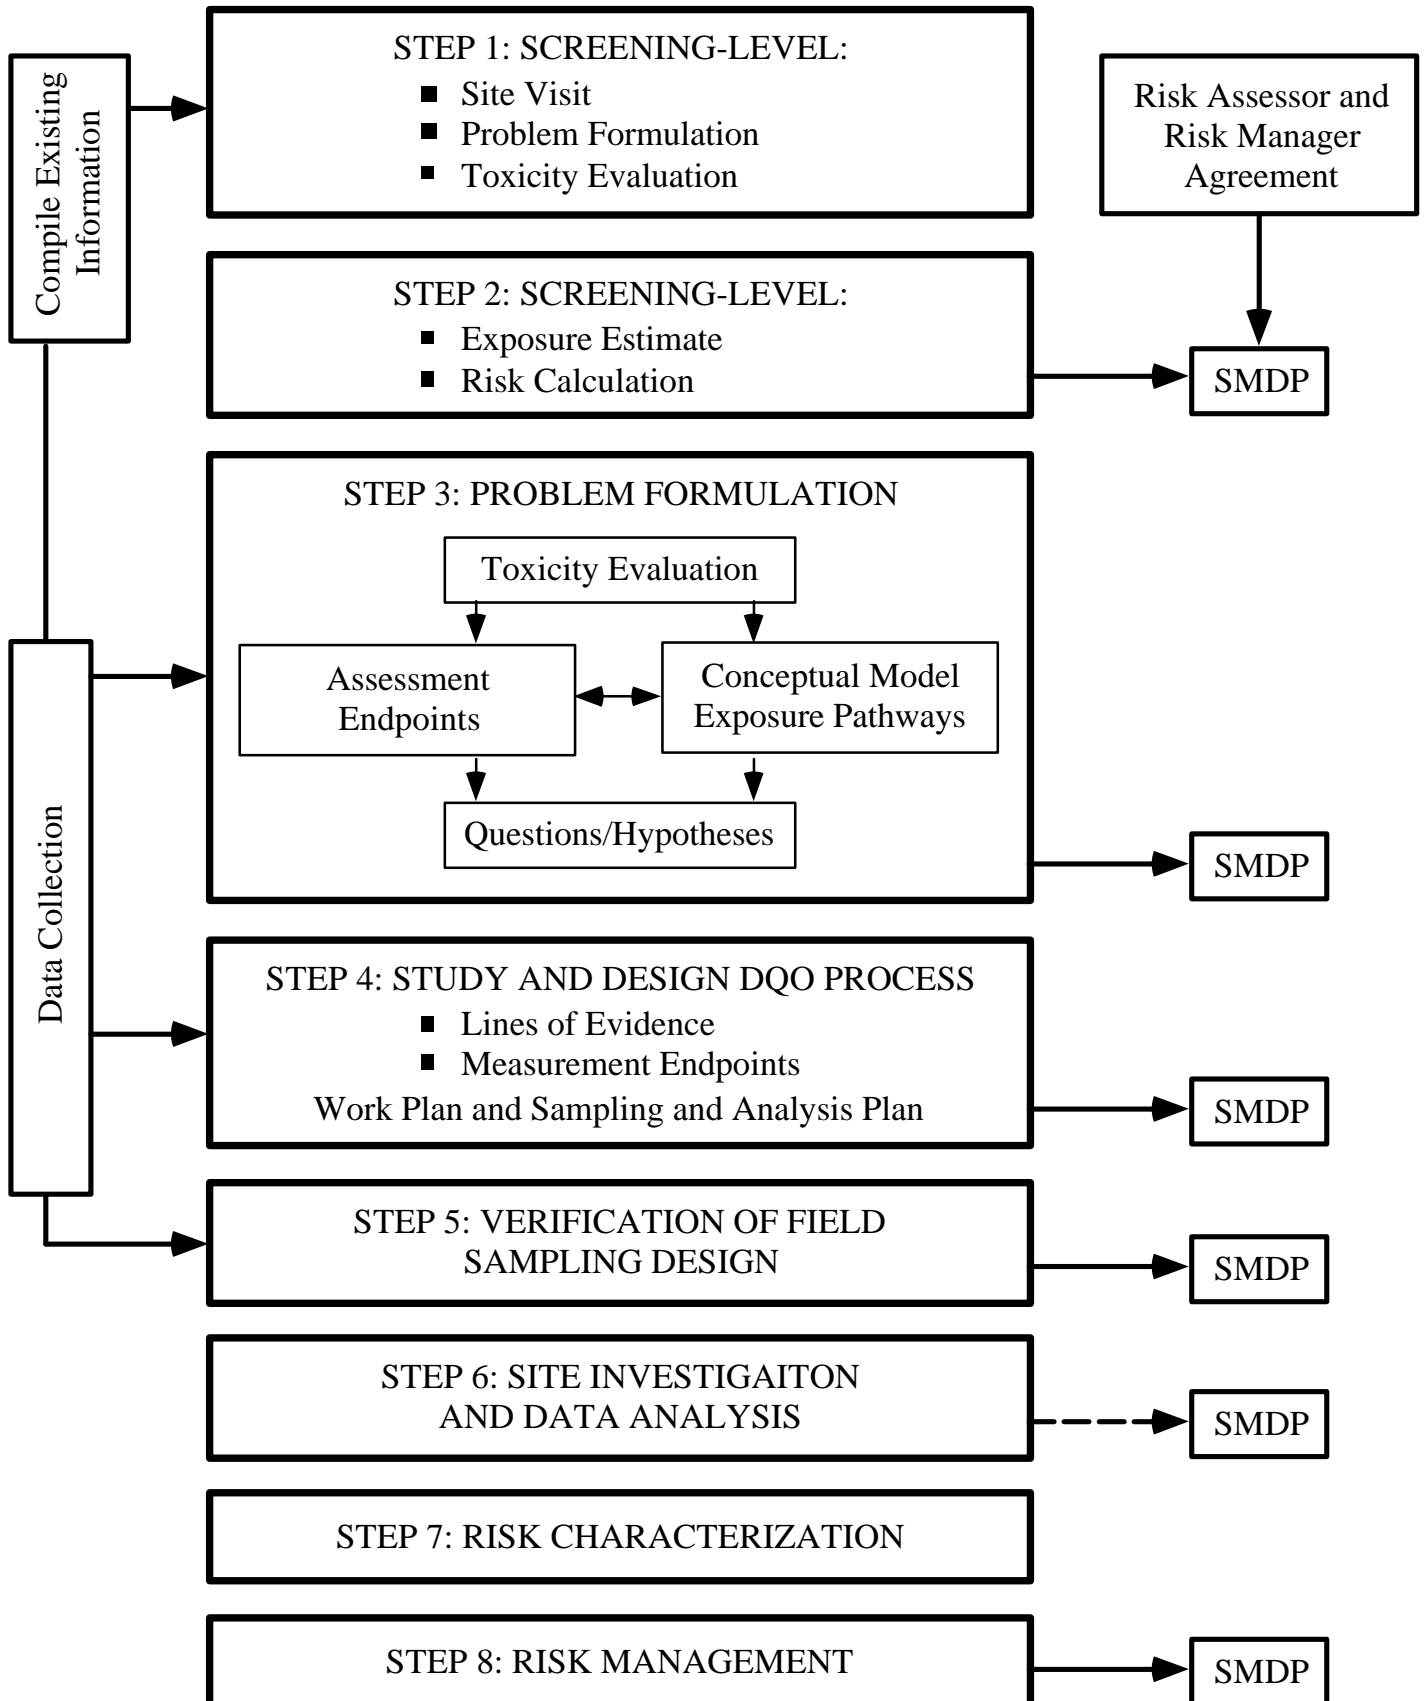 STEP 1: SCREENING-LEVEL:
Site Visit
Problem Formulation
Toxicity Evaluation
Compile Existing
Information
Risk Assessor and
Risk Manager
Agreement
STEP 2: SCREENING-LEVEL:
Exposure Estimate
Risk Calculation
SMDP
STEP 3: PROBLEM FORMULATION
Toxicity Evaluation
Assessment
Endpoints
Conceptual Model
Exposure Pathways
Questions/Hypotheses
SMDP
Data Collection
STEP 4: STUDY AND DESIGN DQO PROCESS
Lines of Evidence
Measurement Endpoints
Work Plan and Sampling and Analysis Plan
SMDP
STEP 5: VERIFICATION OF FIELD
SAMPLING DESIGN
SMDP
STEP 6: SITE INVESTIGAITON
AND DATA ANALYSIS
SMDP
STEP 7: RISK CHARACTERIZATION
STEP 8: RISK MANAGEMENT
SMDP